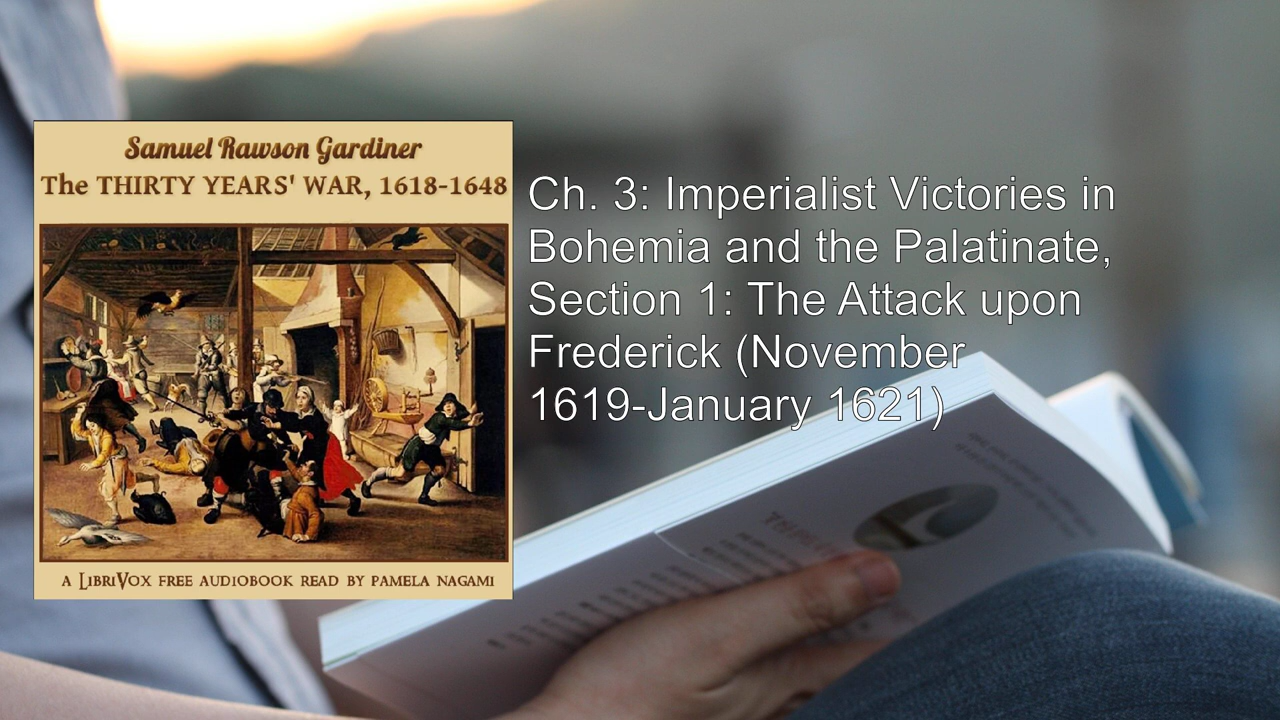 Samuel Rawson Gardiner
The THIRTY YEARS' WAR, 1618-1648
A LIBRIVOX FREE AUDIOBOOK READ BY PAMELA NAGAMI
Ch. 3: Imperialist Victories in
Bohemia and the Palatinate,
Section 1: The Attack upon
Frederick (November
1619-January 1621)